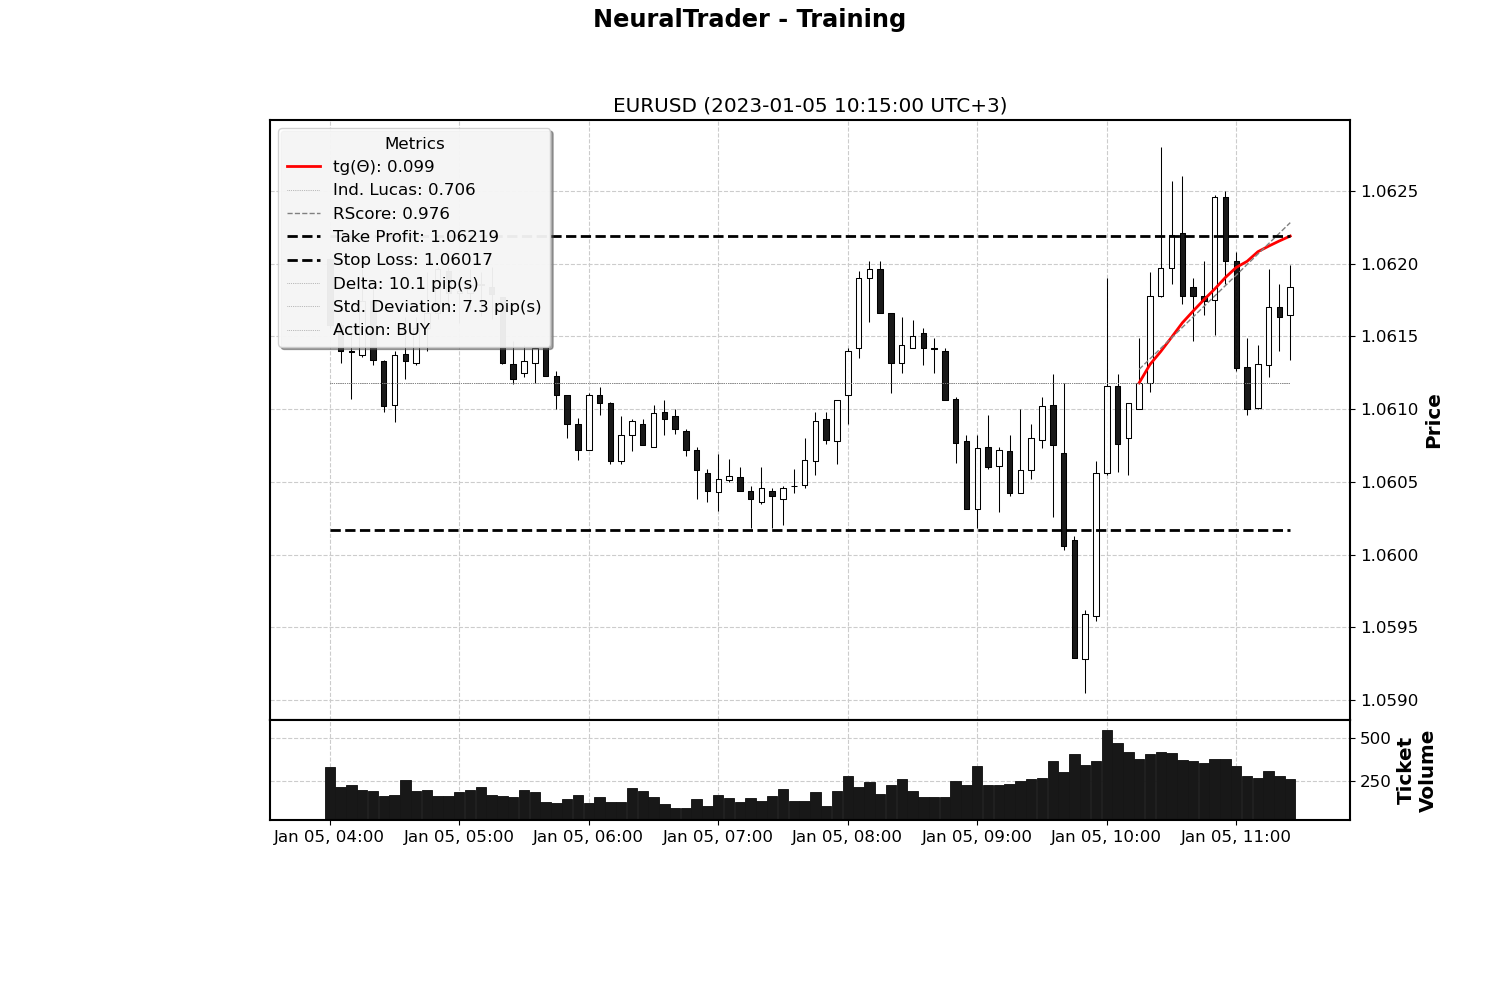 NeuralTrader - Training
EURUSD (2023-01-05 10:15:00 UTC+3)
Metrics
tg(Θ): 0.099
Ind. Lucas: 0.706
RScore: 0.976
Take Profit: 1.06219
Stop Loss: 1.06017
Delta: 10.1 pip(s)
Std. Deviation: 7.3 pip(s)
Action: BUY
1.0625
1.0620
1.0615
1.0610
1.0605
1.0600
1.0595
1.0590
Price
500
250
Ticket
Volume
Jan 05, 04:00
Jan 05, 05:00
Jan 05, 06:00
Jan 05, 07:00
Jan 05, 08:00
Jan 05, 09:00
Jan 05, 10:00
Jan 05, 11:00